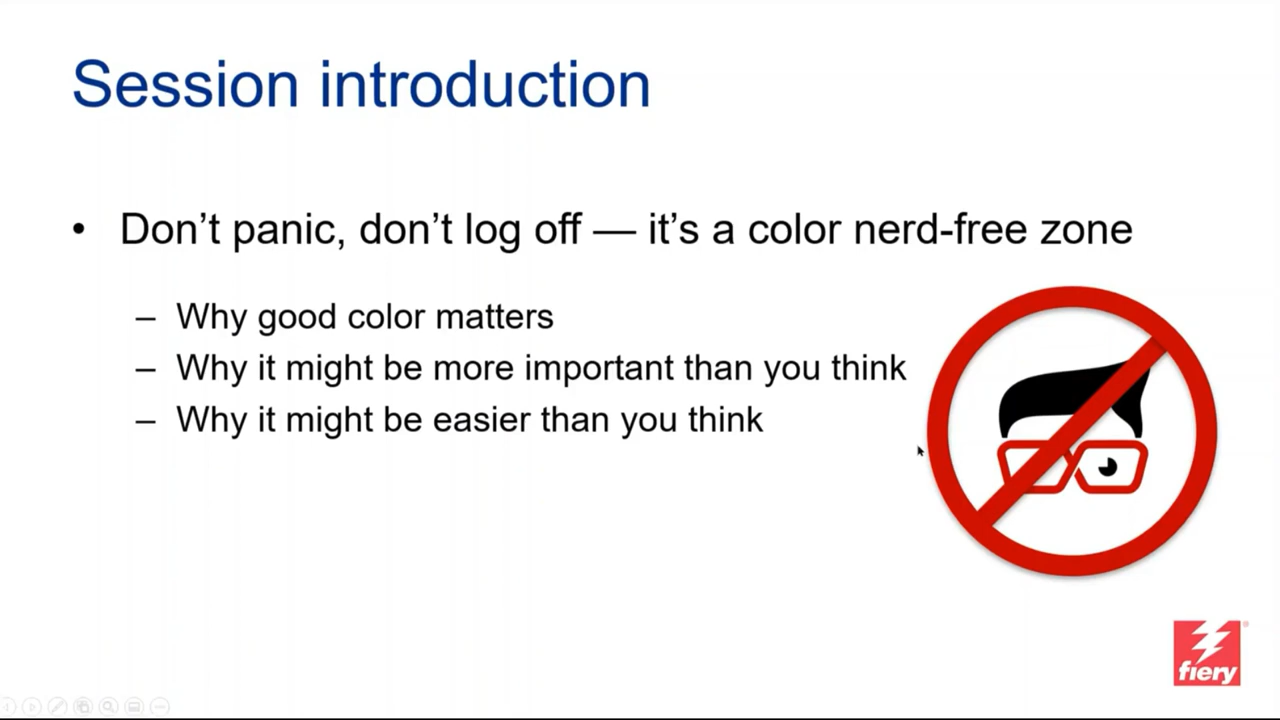 Session introduction
• Don’t panic, don’t log off — it’s a color nerd-free zone
– Why good color matters
– Why it might be more important than you think
– Why it might be easier than you think
fiery